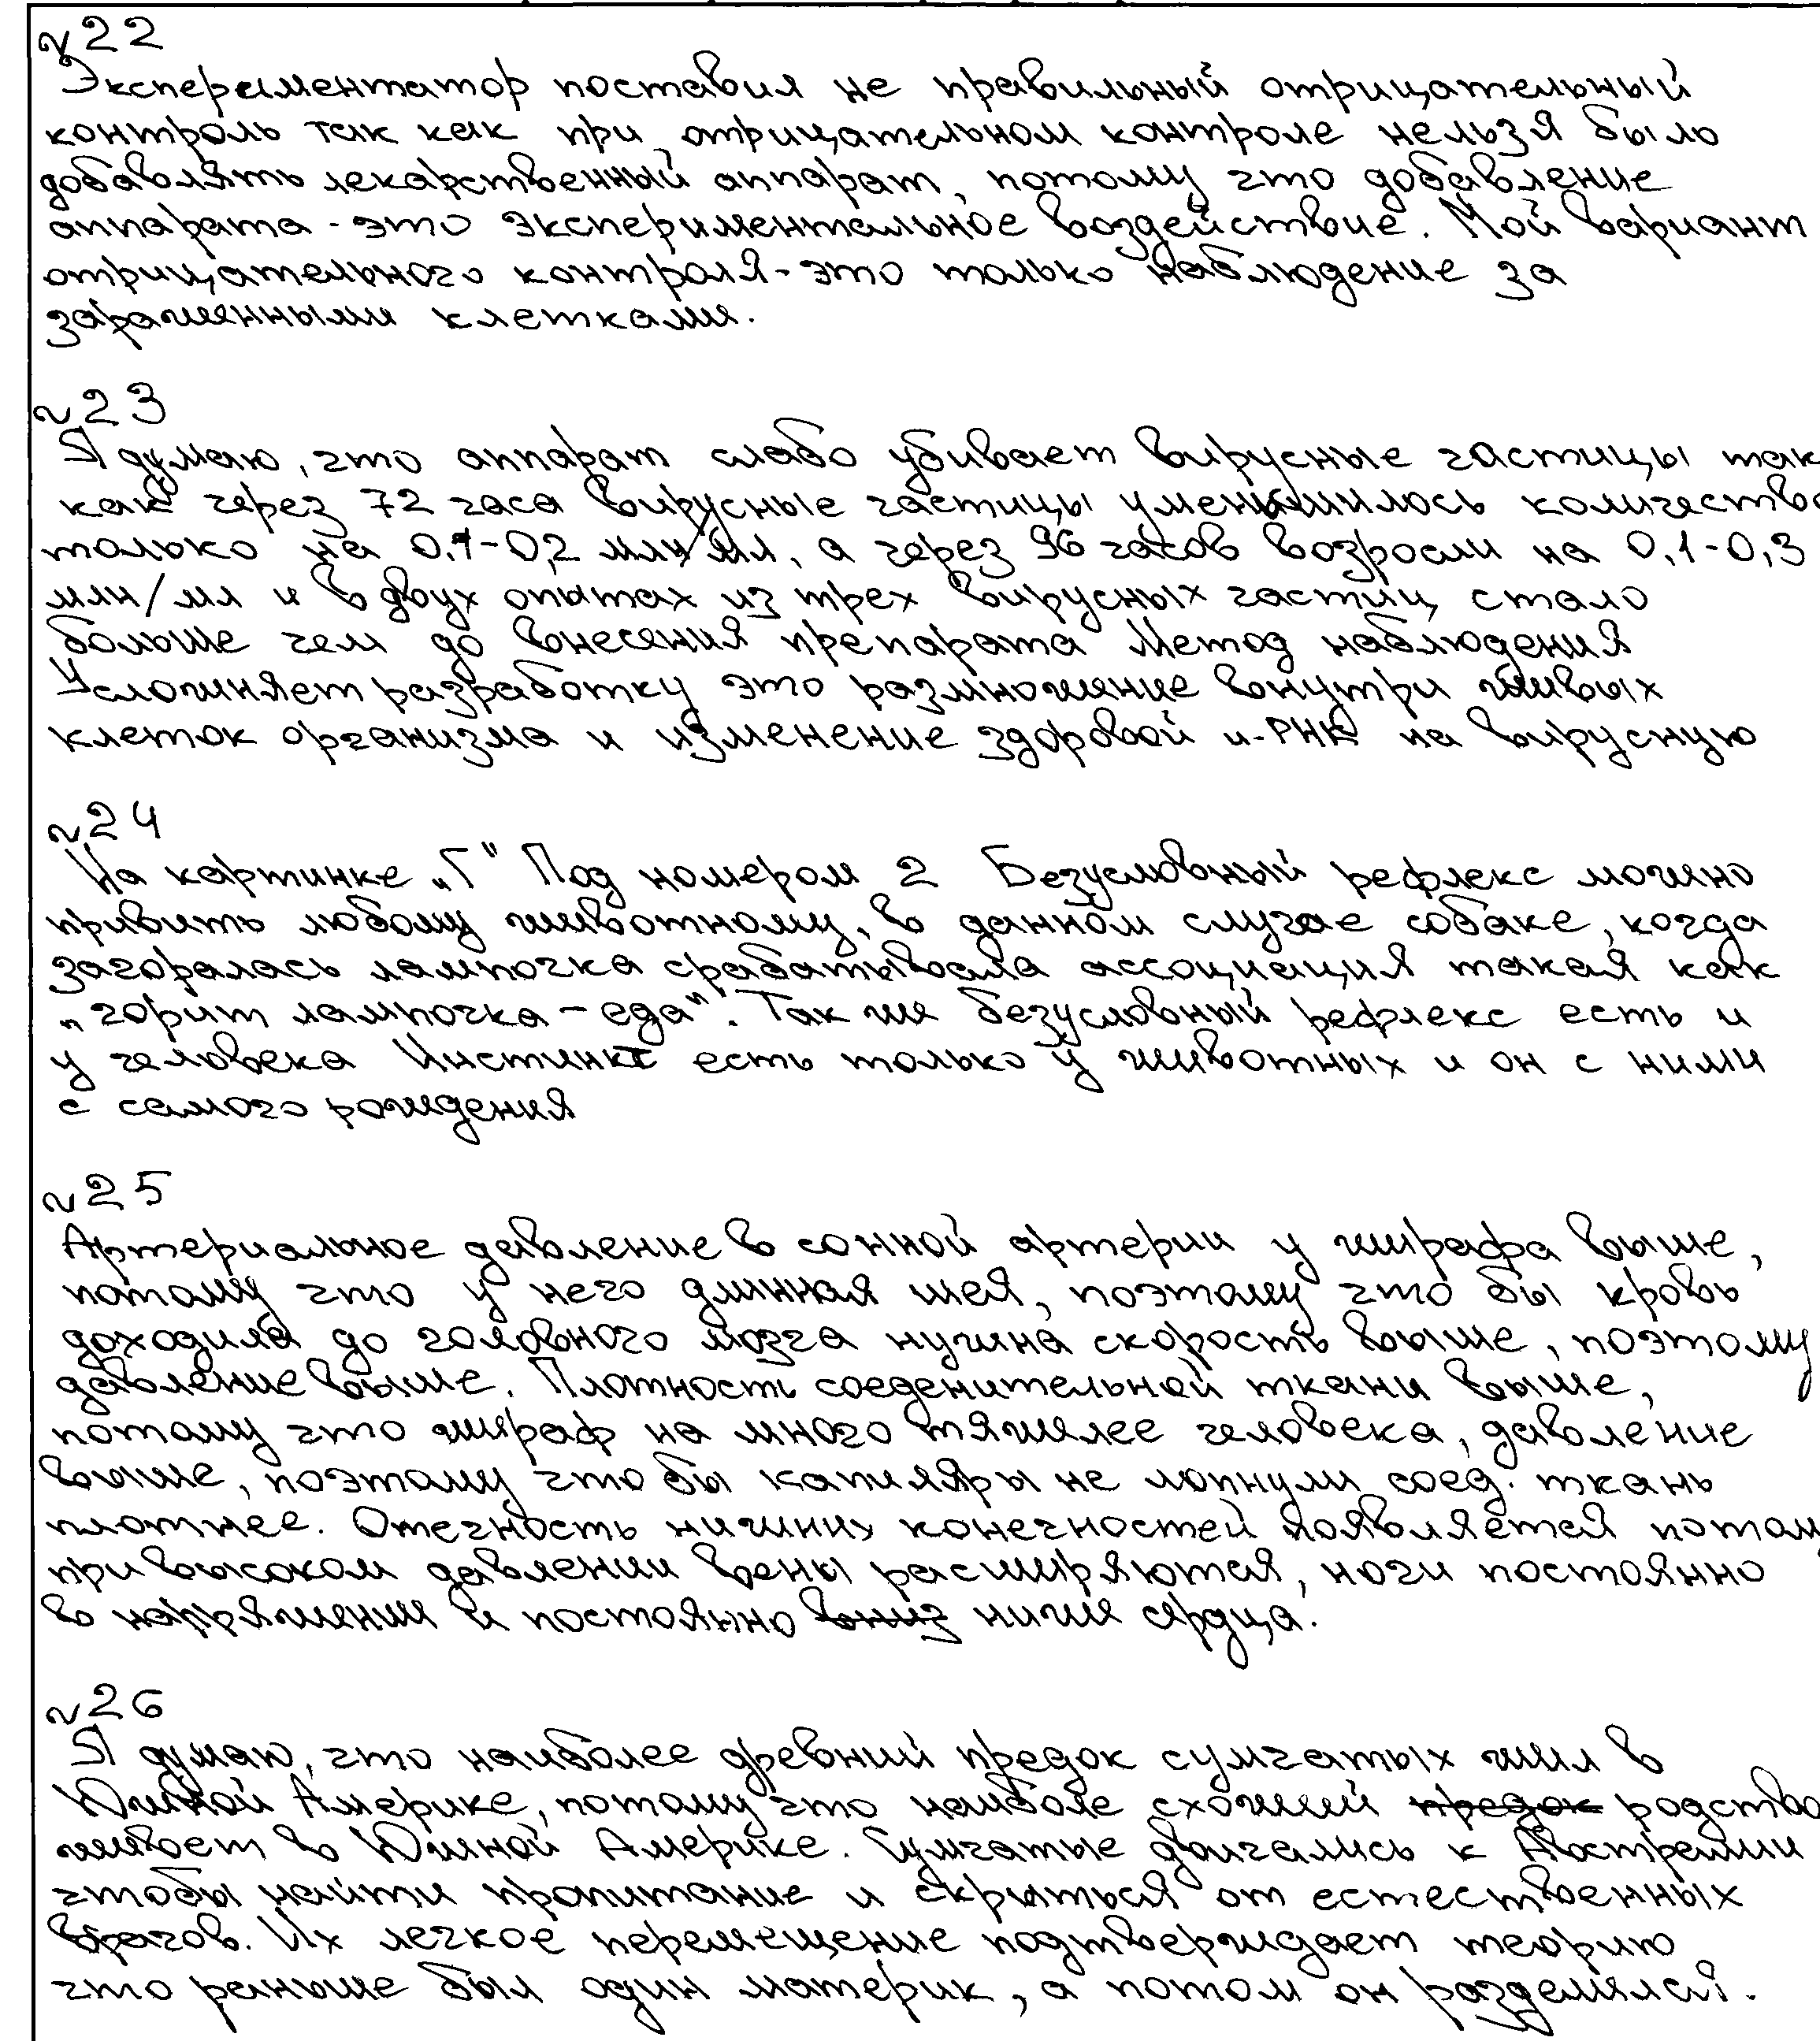 №22
Эксперементатор поставил не правильный отрицательный
контроль так как при отрицательном контроле нельзя было
добавлять лекарственный аппарат, потому что добавление
аппарата - это экспериментальное воздействие. Мой вариант
отрицательного контроля - это только наблюдение за
заражёнными клетками.
№23
Я думаю, что аппарат слабо убивает вирусные частицы так
как через 72 часа вирусные частицы уменьшилось количество
только на 0,1-0,2 млн/мл, а через 96 часов возросли на 0,1-0,3
млн/мл и в двух опытах из трех вирусных частиц стало
больше чем до внесения препарата Метод наблюдения
Усложняет разработку это размножение внутри живых
клеток организма и изменение здоровой и-РНК на вирусную
№24
На картинке „Г" Под номером 2 Безусловный рефлекс можно
привить любому животному, в данном случае собаке, когда
загоралась лампочка срабатывала ассоциация такая как
„горит лампочка - еда". Так же безусловный рефлекс есть и
у человека Инстинкт есть только у животных и он с ними
с самого рождения
№25
Артериальное давление в сонной артерии у жирафа выше,
потому что у него длинная шея, поэтому что бы кровь
доходила до головного мозга нужна скорость выше, поэтому
давление выше. Плотность соеденительной ткани выше,
потому что жираф на много тяжелее человека, давление
выше, поэтому что бы капиляры не лопнули соед. ткань
плотнее. Отечность нижних конечностей появляется потому
при высоком давлении вены расширяются, ноги постоянно
в напряжении и постоянно вниз ниже сердца.
№26
Я думаю, что наиболее древний предок сумчатых жил в
Южной Америке, потому что наиболе схожий предок родство
живет в Южной Америке. Сумчатые двигались к Австралии
чтобы найти пропитание и скрыться от естественных
врагов. Их легкое перемещение подтверждает теорию
что раньше был один материк, а потом он разделился.